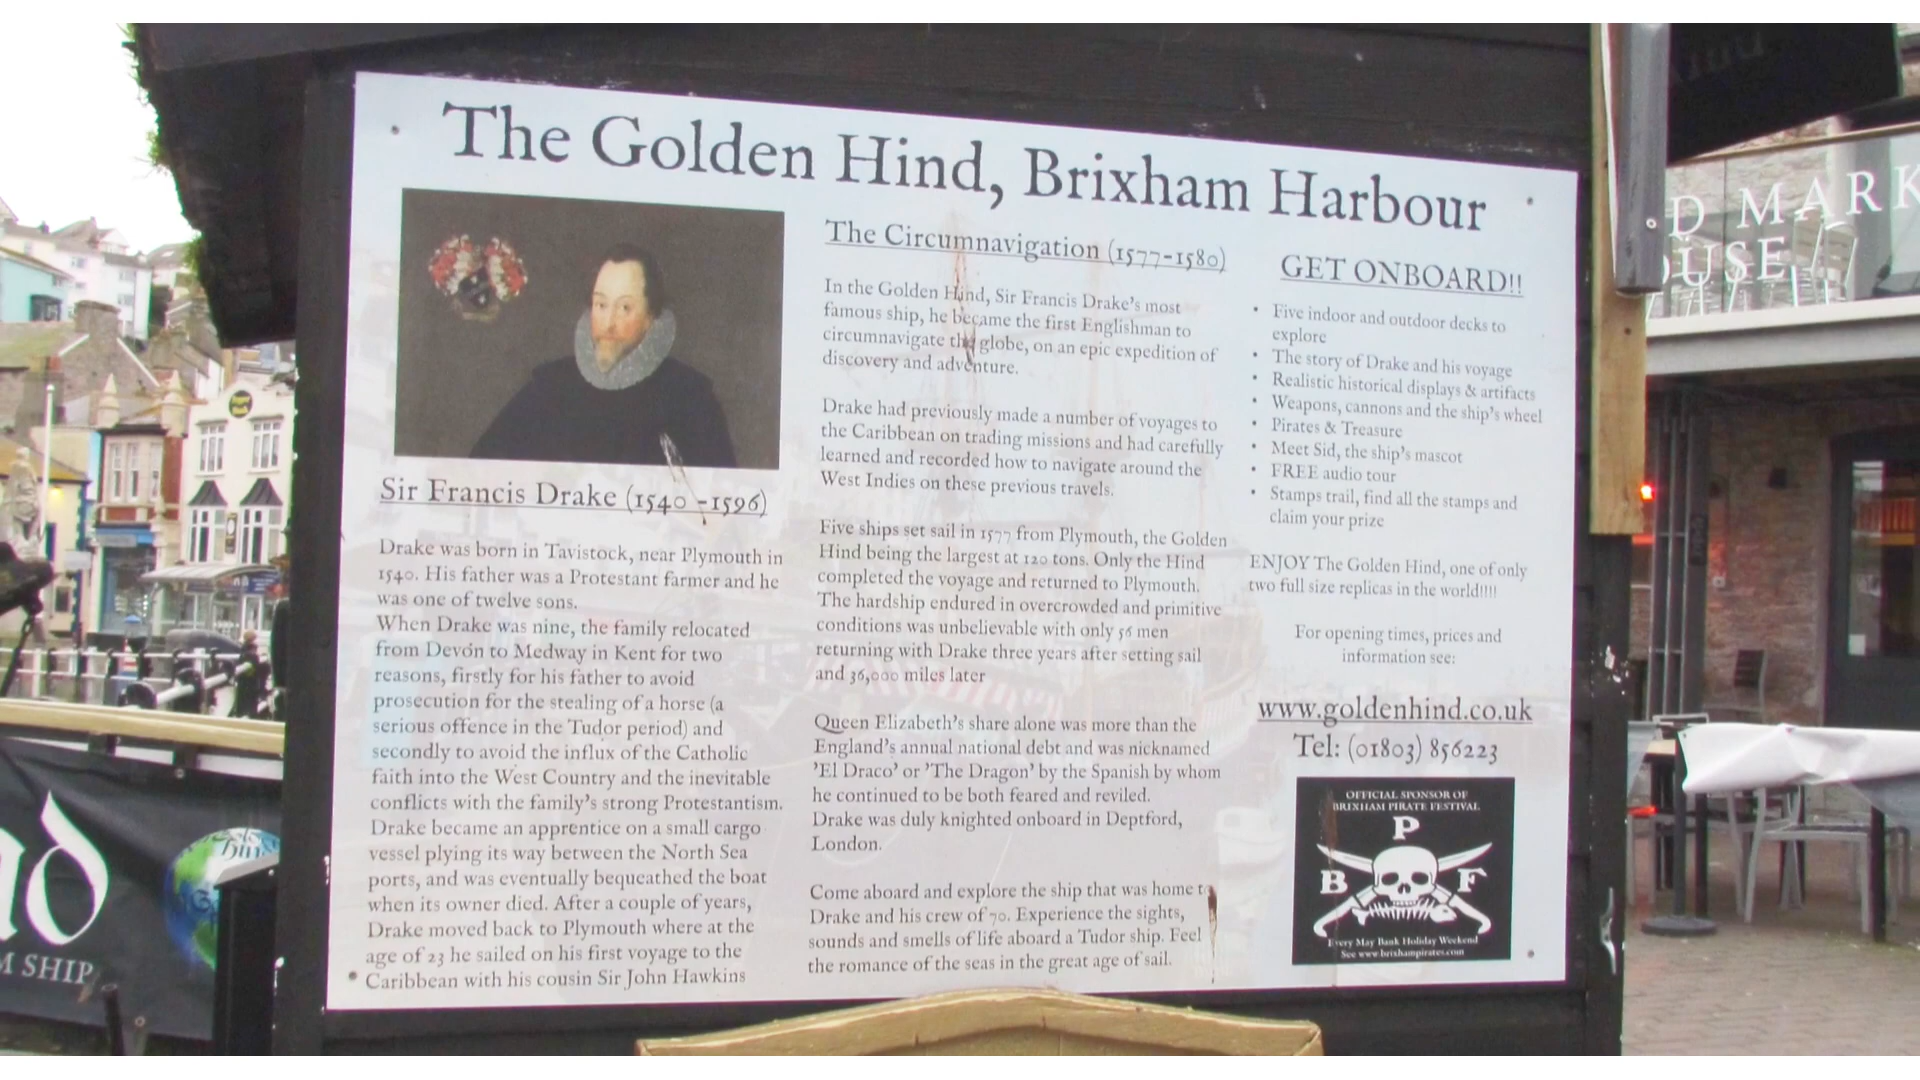 The Golden Hind, Brixham Harbour
Sir Francis Drake (1540 -1596)
Drake was born in Tavistock, near Plymouth in
1540. His father was a Protestant farmer and he
was one of twelve sons.
When Drake was nine, the family relocated
from Devon to Medway in Kent for two
reasons, firstly for his father to avoid
prosecution for the stealing of a horse (a
serious offence in the Tudor period) and
secondly to avoid the influx of the Catholic
faith into the West Country and the inevitable
conflicts with the family's strong Protestantism.
Drake became an apprentice on a small cargo
vessel plying its way between the North Sea
ports, and was eventually bequeathed the boat
when its owner died. After a couple of years,
Drake moved back to Plymouth where at the
age of 23 he sailed on his first voyage to the
Caribbean with his cousin Sir John Hawkins
The Circumnavigation (1577-1580)
In the Golden Hind, Sir Francis Drake's most
famous ship, he became the first Englishman to
circumnavigate the globe, on an epic expedition of
discovery and adventure.
Drake had previously made a number of voyages to
the Caribbean on trading missions and had carefully
learned and recorded how to navigate around the
West Indies on these previous travels.
Five ships set sail in 1577 from Plymouth, the Golden
Hind being the largest at 120 tons. Only the Hind
completed the voyage and returned to Plymouth.
The hardship endured in overcrowded and primitive
conditions was unbelievable with only 56 men
returning with Drake three years after setting sail
and 36,000 miles later
Queen Elizabeth's share alone was more than the
England's annual national debt and was nicknamed
'El Draco' or 'The Dragon' by the Spanish by whom
he continued to be both feared and reviled.
Drake was duly knighted onboard in Deptford,
London.
Come aboard and explore the ship that was home to
Drake and his crew of 70. Experience the sights,
sounds and smells of life aboard a Tudor ship. Feel
the romance of the seas in the great age of sail.
GET ONBOARD!!
• Five indoor and outdoor decks to
explore
• The story of Drake and his voyage
• Realistic historical displays & artifacts
• Weapons, cannons and the ship's wheel
• Pirates & Treasure
• Meet Sid, the ship's mascot
• FREE audio tour
• Stamps trail, find all the stamps and
claim your prize
ENJOY The Golden Hind, one of only
two full size replicas in the world!!!!
For opening times, prices and
information see:
www.goldenhind.co.uk
Tel: (01803) 856223
OFFICIAL SPONSOR OF
BRIXHAM PIRATE FESTIVAL
P
B F
Every May Bank Holiday Weekend
See www.brixhampirates.com
D MARK
OUSE
ad
M SHIP